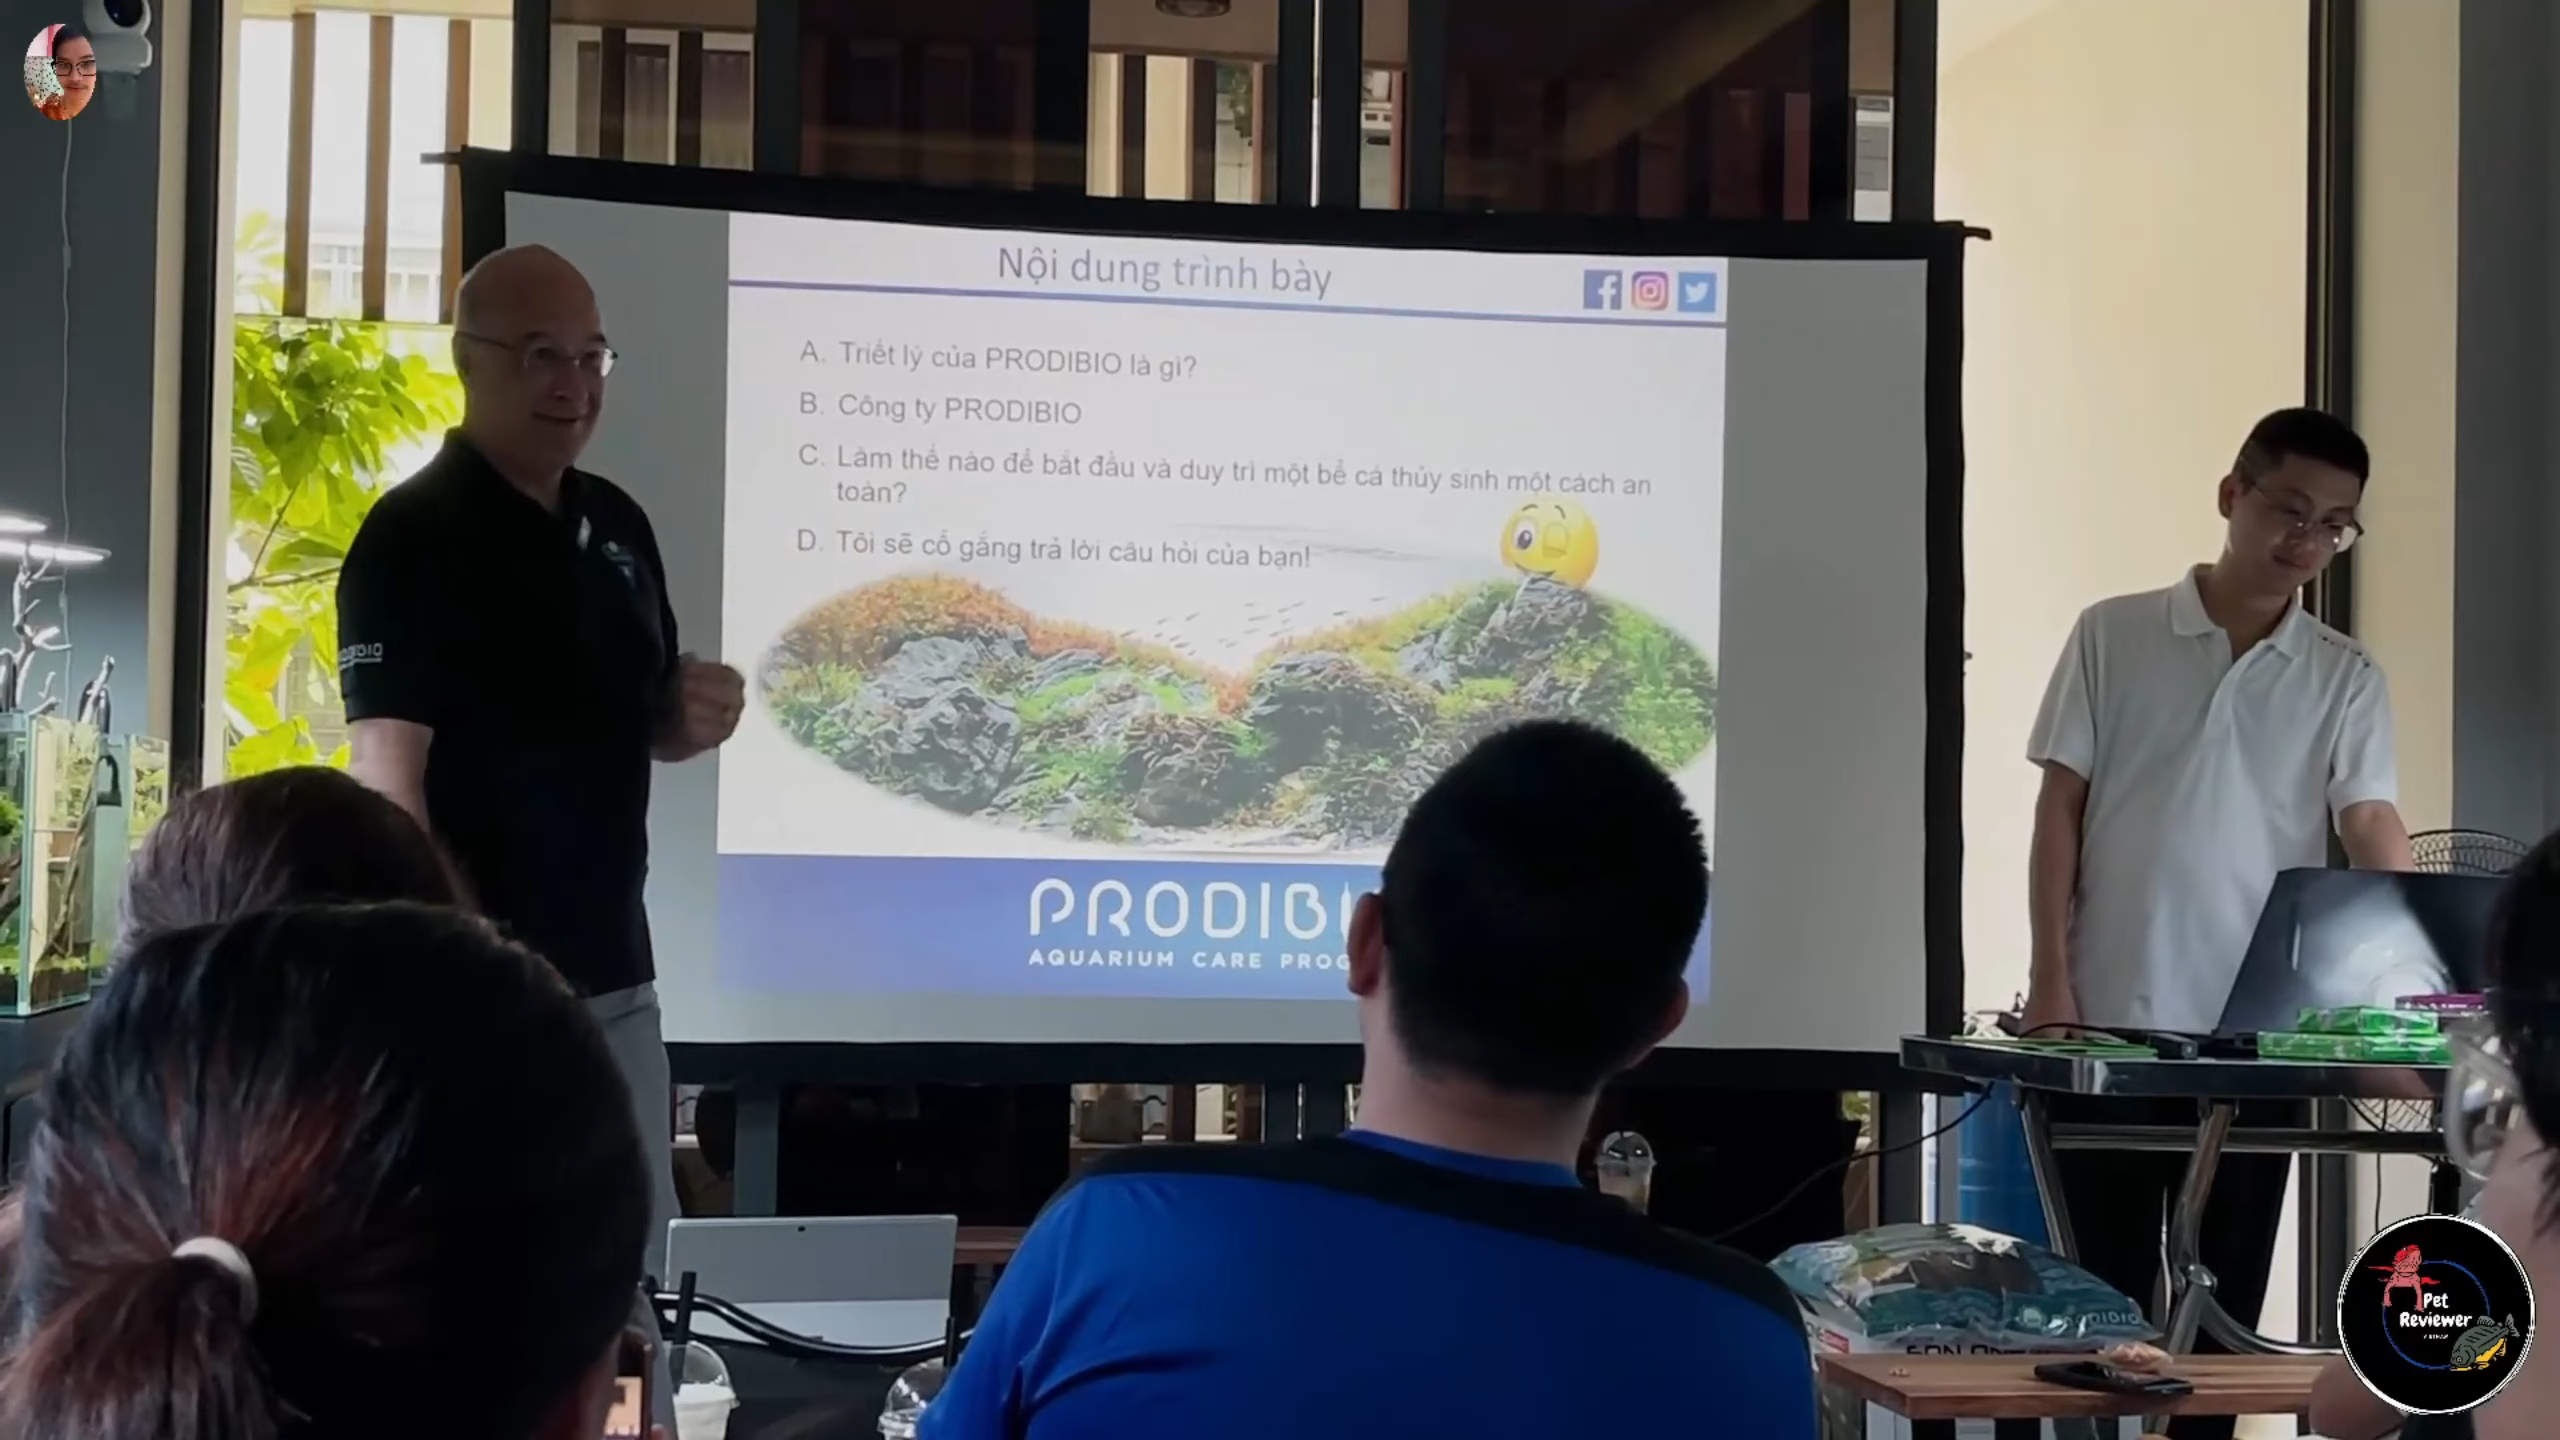 Nội dung trình bày
A. Triết lý của PRODIBIO là gì?
B. Công ty PRODIBIO
C. Làm thế nào để bắt đầu và duy trì một bể cá thủy sinh một cách an
toàn?
D. Tôi sẽ cố gắng trả lời câu hỏi của bạn!
PRODIBI
AQUARIUM CARE PROG
Pet
Reviewer